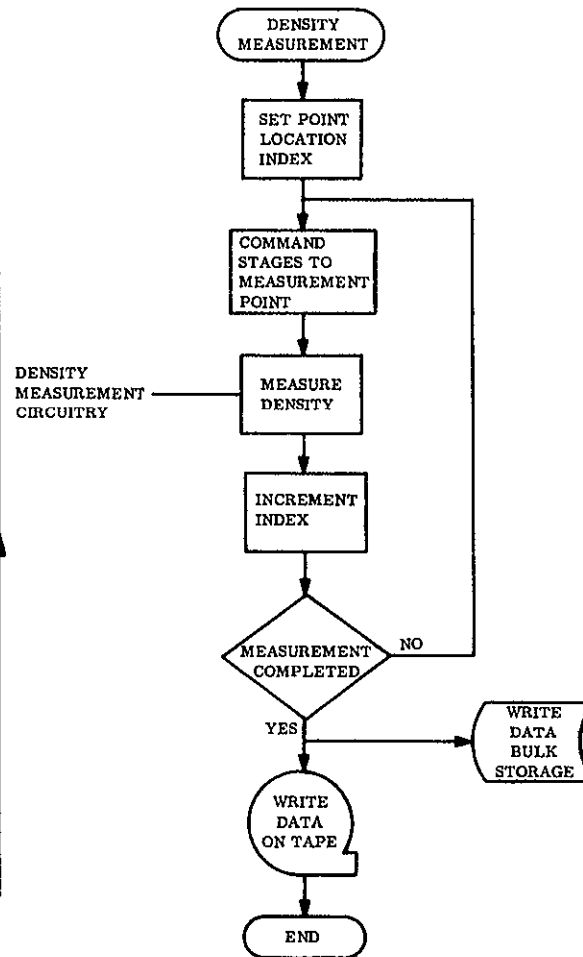 DENSITY
MEASUREMENT
SET POINT
LOCATION
INDEX
COMMAND
STAGES TO
MEASUREMENT
POINT
DENSITY
MEASUREMENT
CIRCUITRY
MEASURE
DENSITY
INCREMENT
INDEX
MEASUREMENT
COMPLETED
NO
YES
WRITE
DATA
BULK
STORAGE
WRITE
DATA
ON TAPE
END